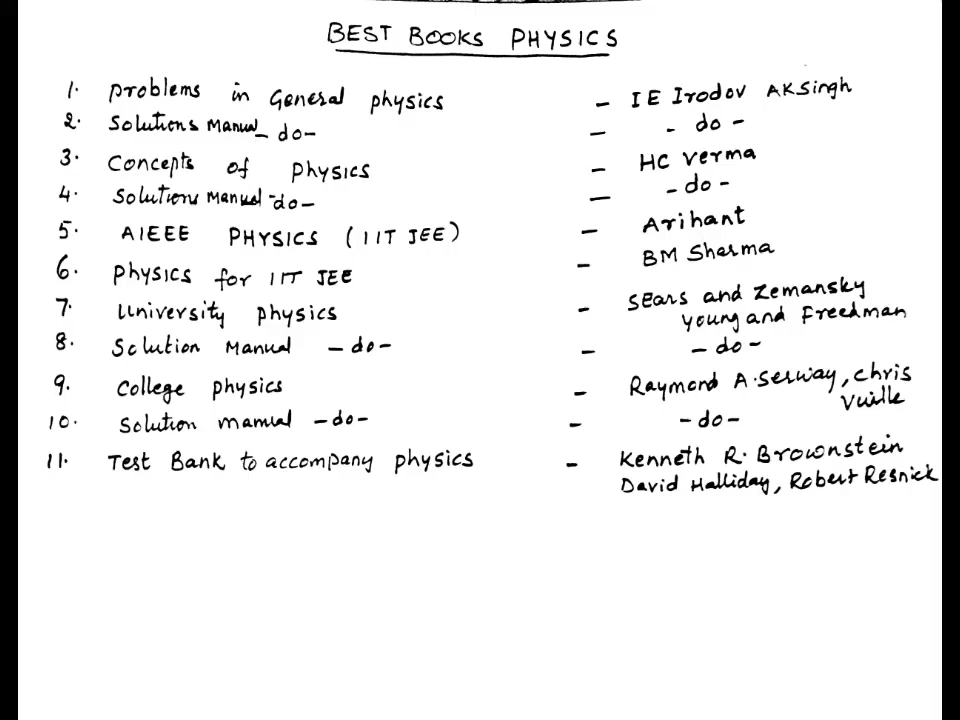 BEST BOOKS PHYSICS
1. Problems in General physics - IE Irodov AKSingh
2. Solutions Manual -do- - -do-
3. Concepts of Physics - HC Verma
4. Solutions Manual -do- - -do-
5. AIEEE PHYSICS (IIT JEE) - Arihant
6. Physics for IIT JEE - BM Sharma
7. University physics - Sears and Zemansky
Young and Freedman
8. Solution Manual -do- - -do-
9. College physics - Raymond A. Serway, Chris
Vuille
10. Solution manual -do- - -do-
11. Test Bank to accompany physics - Kenneth R. Brownstein
David Halliday, Robert Resnick